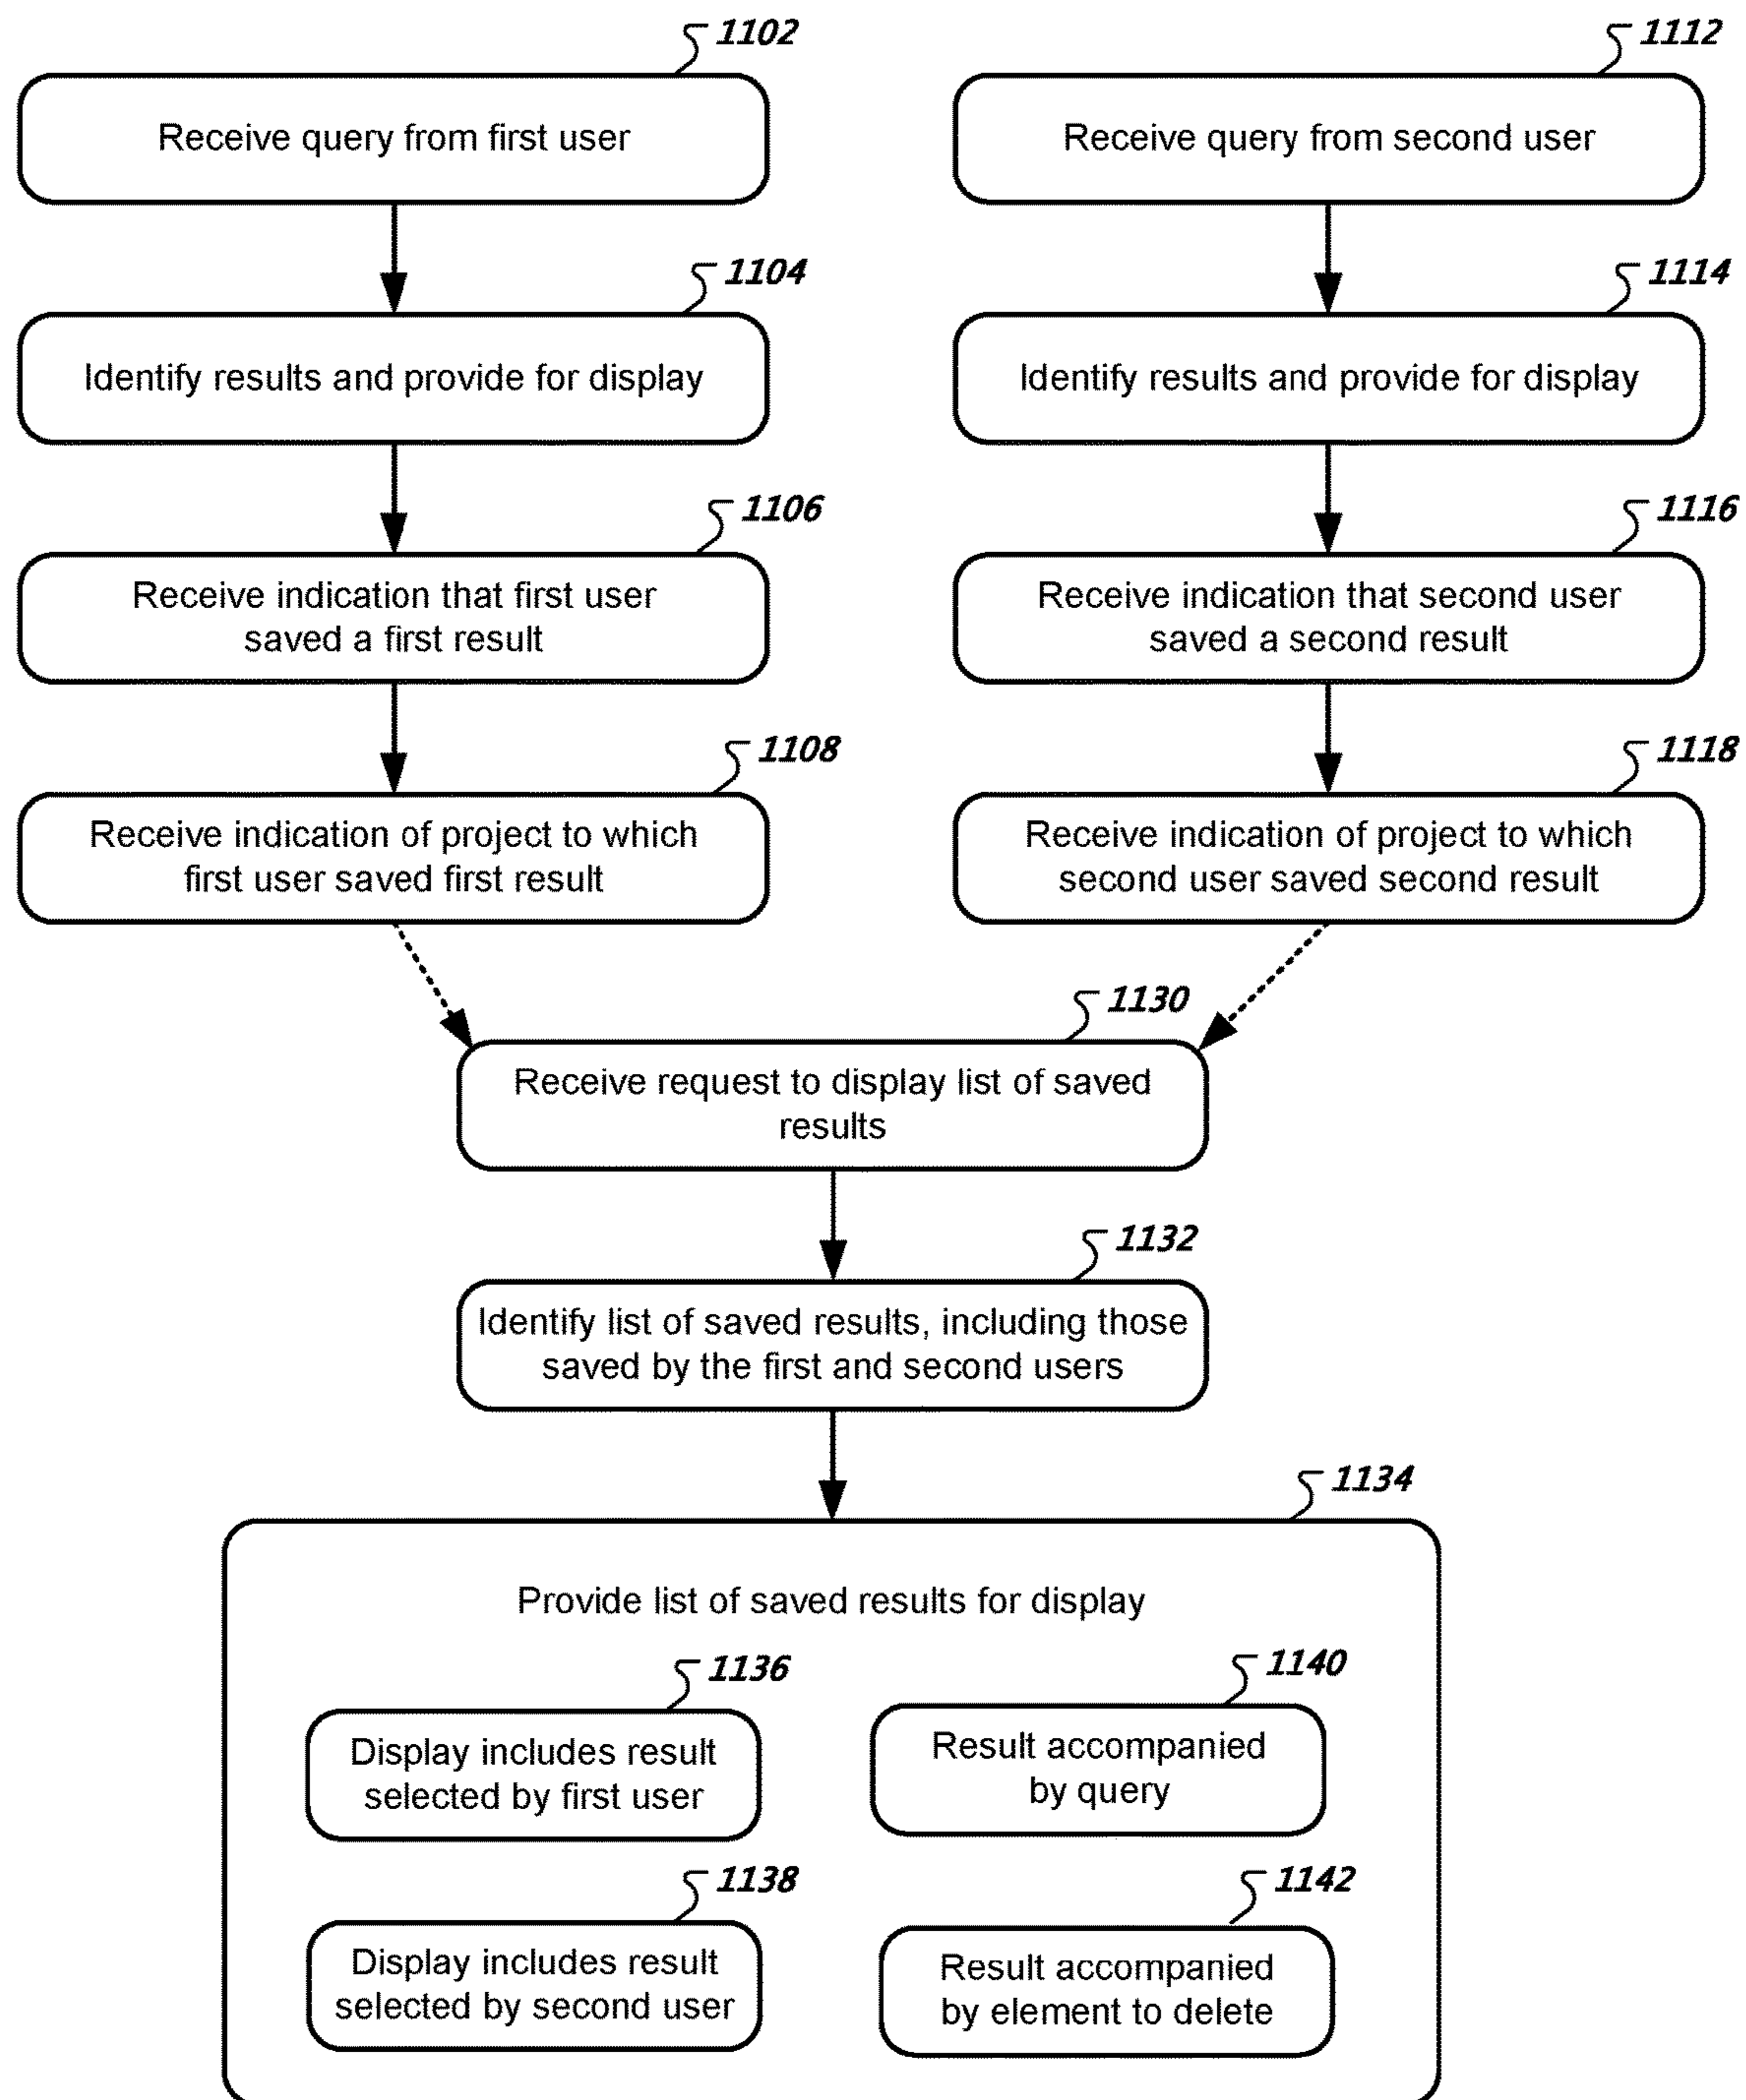 1102
Receive query from first user
1112
Receive query from second user
1104
Identify results and provide for display
1114
Identify results and provide for display
1106
Receive indication that first user
saved a first result
1116
Receive indication that second user
saved a second result
1108
Receive indication of project to which
first user saved first result
1118
Receive indication of project to which
second user saved second result
1130
Receive request to display list of saved
results
1132
Identify list of saved results, including those
saved by the first and second users
1134
Provide list of saved results for display
1136
Display includes result
selected by first user
1140
Result accompanied
by query
1138
Display includes result
selected by second user
1142
Result accompanied
by element to delete